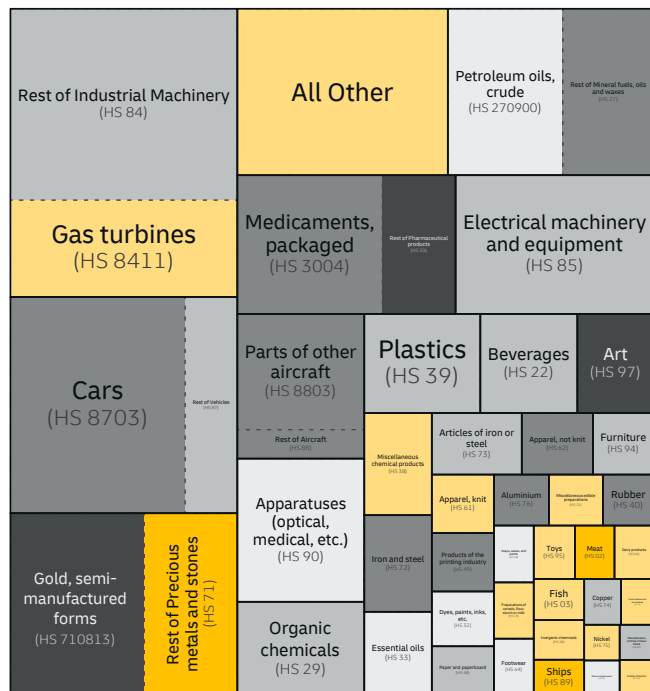 Rest of Industrial Machinery
(HS 84)
Gas turbines
(HS 8411)
Cars
(HS 8703)
Rest of Vehicles
(HS 87)
Gold, semi-
manufactured
forms
(HS 710813)
Rest of Precious
metals and stones
(HS 71)
All Other
Petroleum oils,
crude
(HS 270900)
Rest of Mineral fuels, oils
and waxes
(HS 27)
Medicaments,
packaged
(HS 3004)
Rest of Pharmaceutical
products
Electrical machinery
and equipment
(HS 85)
Parts of other
aircraft
(HS 8803)
Rest of Aircraft
(HS 88)
Apparatuses
(optical,
medical, etc.)
(HS 90)
Organic
chemicals
(HS 29)
Plastics
(HS 39)
Beverages
(HS 22)
Art
(HS 97)
Miscellaneous
chemical products
(HS 38)
Iron and steel
(HS 72)
Essential oils
(HS 33)
Articles of iron or
steel
(HS 73)
Apparel, not knit
(HS 62)
Furniture
(HS 94)
Apparel, knit
(HS 61)
Aluminium
(HS 76)
Miscellaneous edible
preparations
Rubber
(HS 40)
Products of the
printing industry
(HS 49)
Dyes, paints, inks,
etc.
(HS 32)
Paper and paperboard
(HS 48)
Footwear
(HS 64)
Toys
(HS 95)
Meat
(HS 02)
Dairy products
Fish
(HS 03)
Copper
(HS 74)
Inorganic chemicals
Nickel
(HS 75)
Ships
(HS 89)